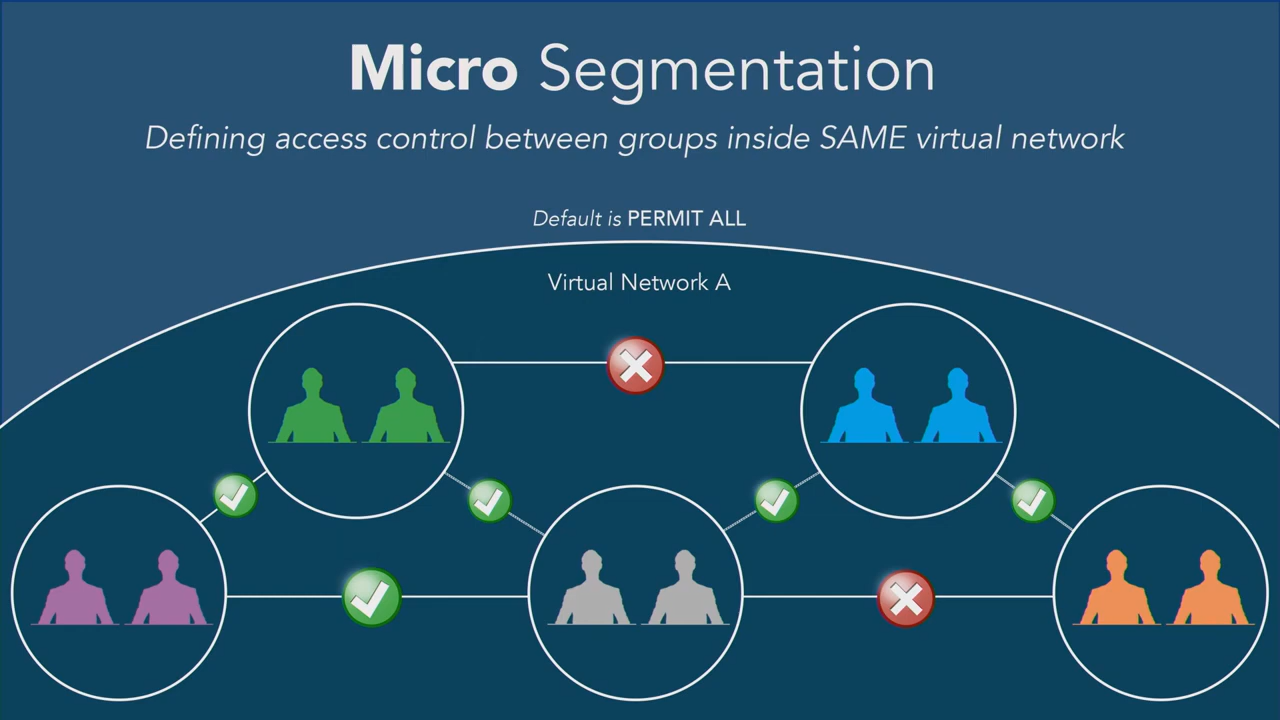 Micro Segmentation
Defining access control between groups inside SAME virtual network
Default is PERMIT ALL
Virtual Network A